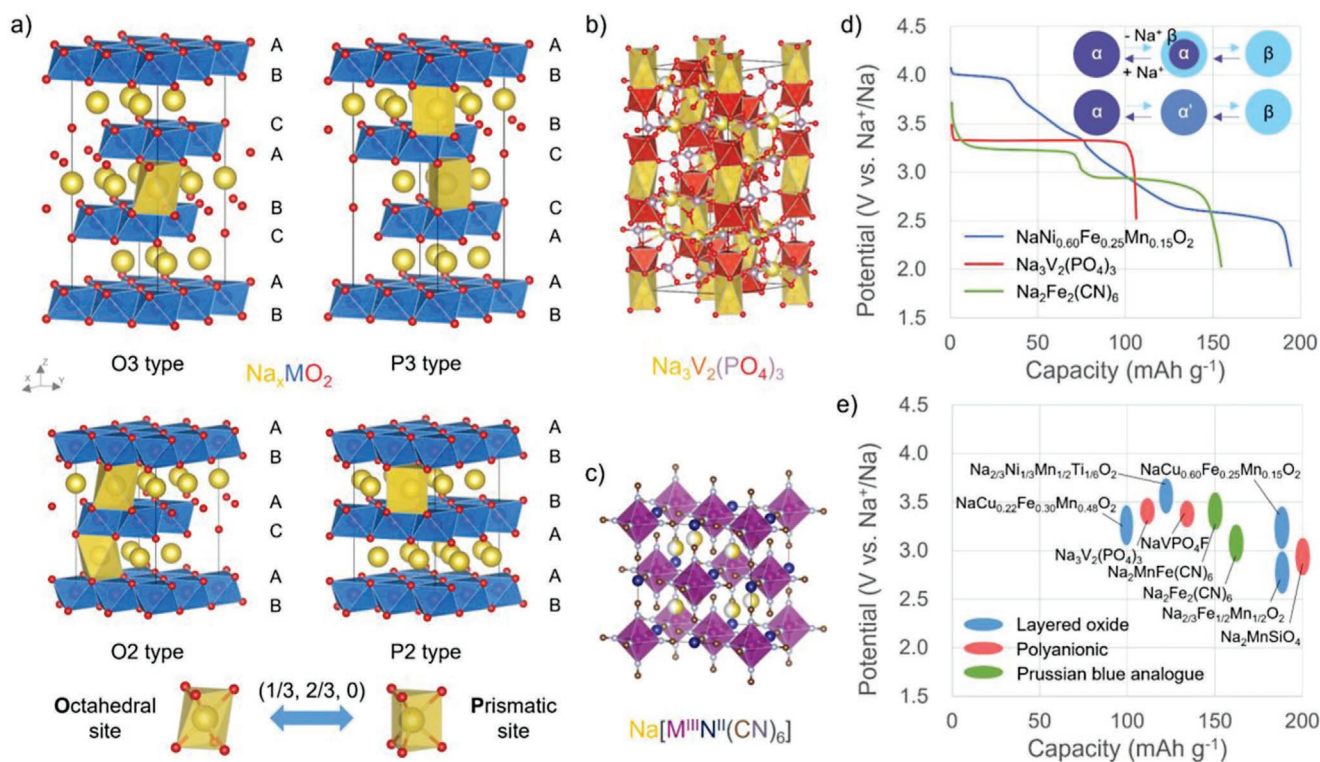 a)
A
B
C
A
B
C
A
B
O3 type
A
B
B
C
C
A
A
B
P3 type
NaₓMO₂
Z
X
Y
A
B
A
C
A
B
O2 type
A
B
A
B
A
B
P2 type
Octahedral
site
(1/3, 2/3, 0)
Prismatic
site
b)
Na₃V₂(PO₄)₃
c)
Na[MᴵᴵᴵNᴵᴵ(CN)₆]
d)
Potential (V vs. Na⁺/Na)
4.5
4.0
3.5
3.0
2.5
2.0
1.5
α
- Na⁺
+ Na⁺
β
α
β
α
α'
β
NaNi₀.₆₀Fe₀.₂₅Mn₀.₁₅O₂
Na₃V₂(PO₄)₃
Na₂Fe₂(CN)₆
0 50 100 150 200
Capacity (mAh g⁻¹)
e)
Potential (V vs. Na⁺/Na)
4.5
4.0
3.5
3.0
2.5
2.0
1.5
Na₂/₃Ni₁/₃Mn₁/₂Ti₁/₆O₂
NaCu₀.₆₀Fe₀.₂₅Mn₀.₁₅O₂
NaCu₀.₂₂Fe₀.₃₀Mn₀.₄₈O₂
Na₃V₂(PO₄)₃
NaVPO₄F
Na₂MnFe(CN)₆
Na₂Fe₂(CN)₆
Na₂/₃Fe₁/₂Mn₁/₂O₂
Na₂MnSiO₄
Layered oxide
Polyanionic
Prussian blue analogue
0 50 100 150 200
Capacity (mAh g⁻¹)